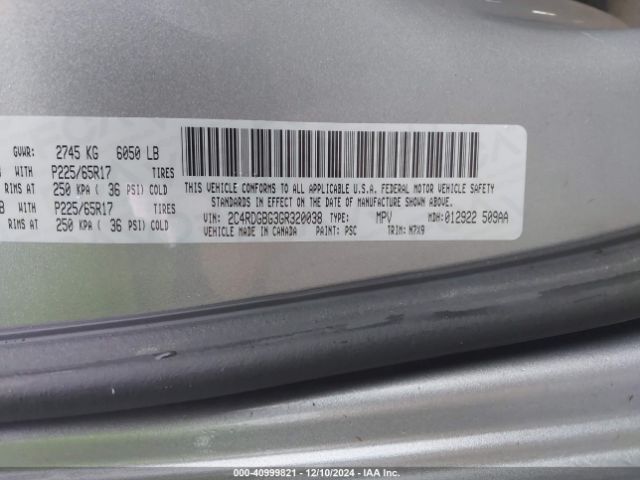 GVWR: 2745 KG 6050 LB
WITH P225/65R17 TIRES
RIMS AT 250 KPA ( 36 PSI) COLD
WITH P225/65R17 TIRES
RIMS AT 250 KPA ( 36 PSI) COLD
THIS VEHICLE CONFORMS TO ALL APPLICABLE U.S.A. FEDERAL MOTOR VEHICLE SAFETY
STANDARDS IN EFFECT ON THE DATE OF MANUFACTURE SHOWN ABOVE.
VIN: 2C4RDGBG3GR320038 TYPE: MPV MDH: 012922 509AA
VEHICLE MADE IN CANADA PAINT: PSC TRIM: M7X9
000-40999821 - 12/10/2024 - IAA Inc.